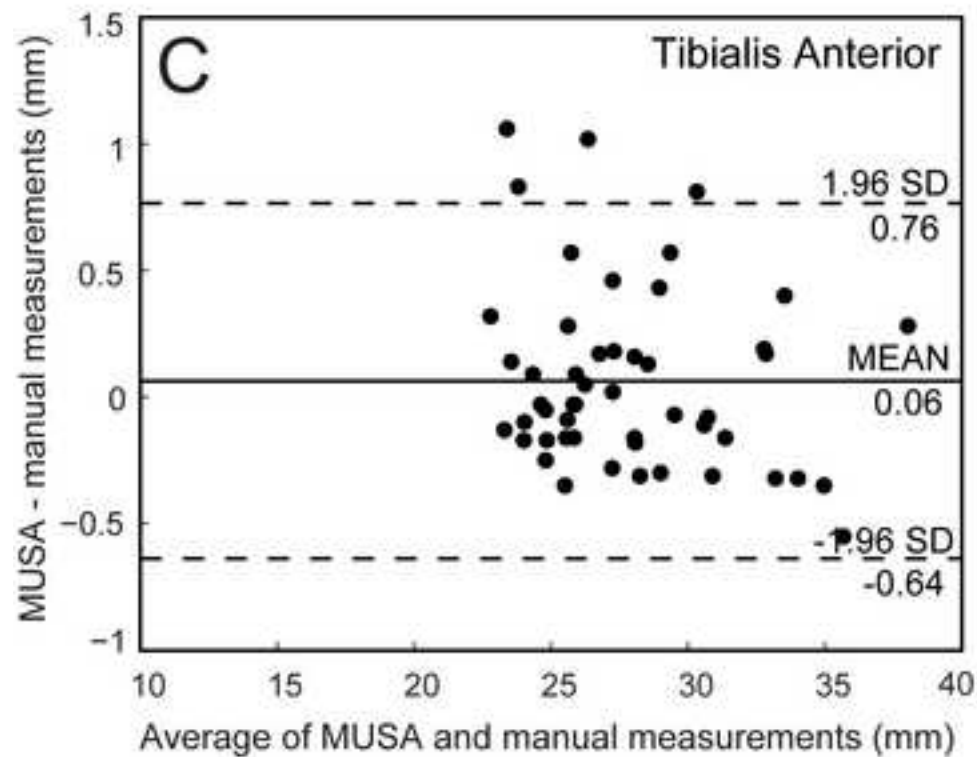 1.5
C
Tibialis Anterior
1
1.96 SD
0.76
0.5
MEAN
0
0.06
−0.5
-1.96 SD
-0.64
−1
10 15 20 25 30 35 40
Average of MUSA and manual measurements (mm)
MUSA - manual measurements (mm)